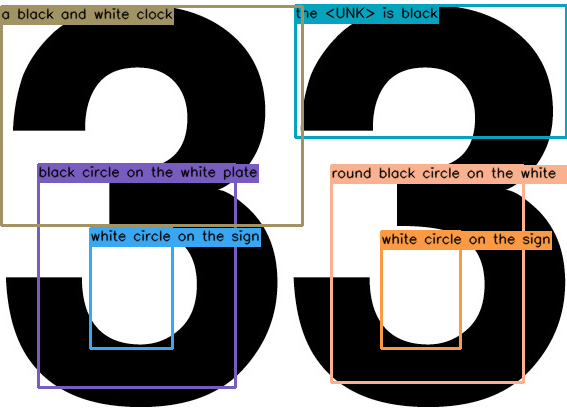 a black and white clock
the <UNK> is black
black circle on the white plate
round black circle on the white
white circle on the sign
white circle on the sign
33